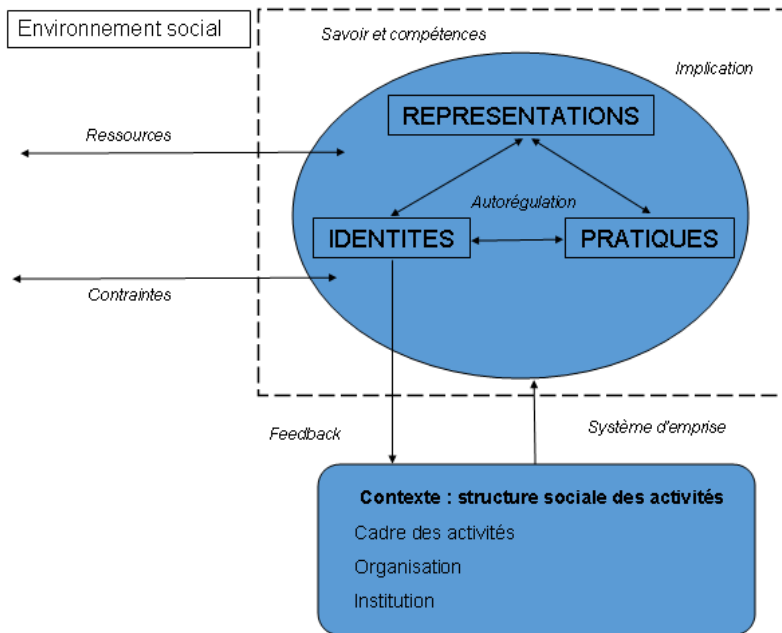 Environnement social
Savoir et compétences
Implication
REPRESENTATIONS
Ressources
Autorégulation
IDENTITES
PRATIQUES
Contraintes
Feedback
Système d'emprise
Contexte : structure sociale des activités
Cadre des activités
Organisation
Institution